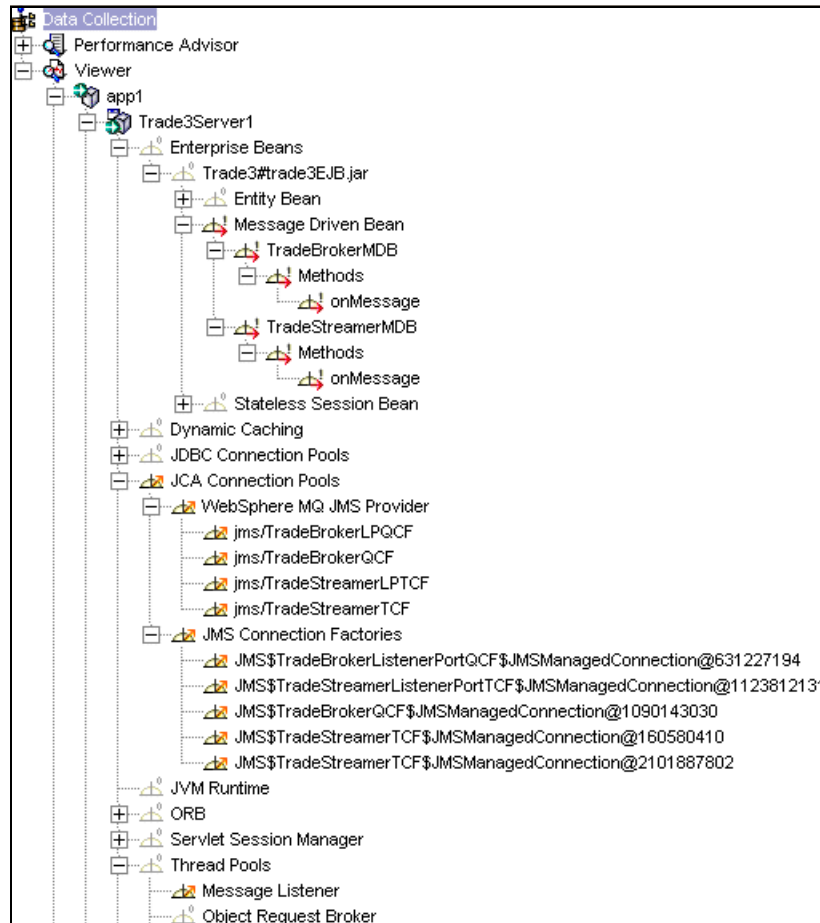 Data Collection
Performance Advisor
Viewer
app1
Trade3Server1
Enterprise Beans
Trade3#trade3EJB.jar
Entity Bean
Message Driven Bean
TradeBrokerMDB
Methods
onMessage
TradeStreamerMDB
Methods
onMessage
Stateless Session Bean
Dynamic Caching
JDBC Connection Pools
JCA Connection Pools
WebSphere MQ JMS Provider
jms/TradeBrokerLPQCF
jms/TradeBrokerQCF
jms/TradeStreamerLPTCF
jms/TradeStreamerTCF
JMS Connection Factories
JMS$TradeBrokerListenerPortQCF$JMSManagedConnection@631227194
JMS$TradeStreamerListenerPortTCF$JMSManagedConnection@1123812131
JMS$TradeBrokerQCF$JMSManagedConnection@1090143030
JMS$TradeStreamerTCF$JMSManagedConnection@160580410
JMS$TradeStreamerTCF$JMSManagedConnection@2101887802
JVM Runtime
ORB
Servlet Session Manager
Thread Pools
Message Listener
Object Request Broker